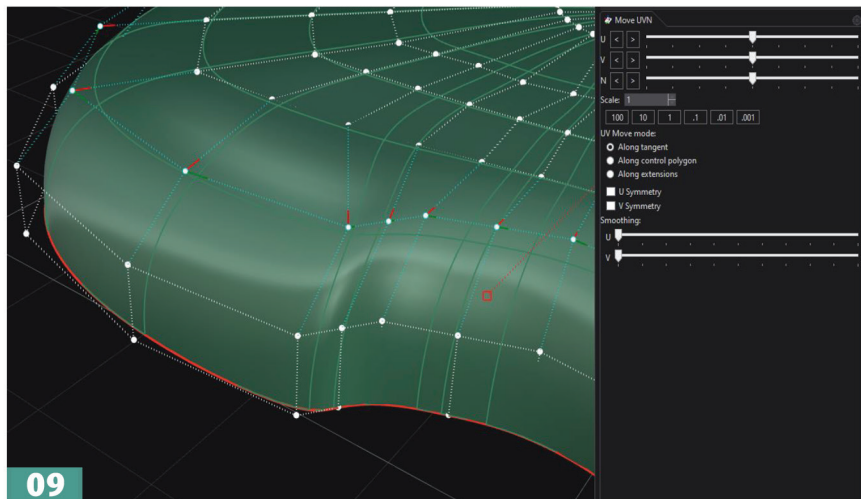 Move UVN
U < >
V < >
N < >
Scale: 1
100 10 1 .1 .01 .001
UV Move mode:
Along tangent
Along control polygon
Along extensions
U Symmetry
V Symmetry
Smoothing:
U
V
09